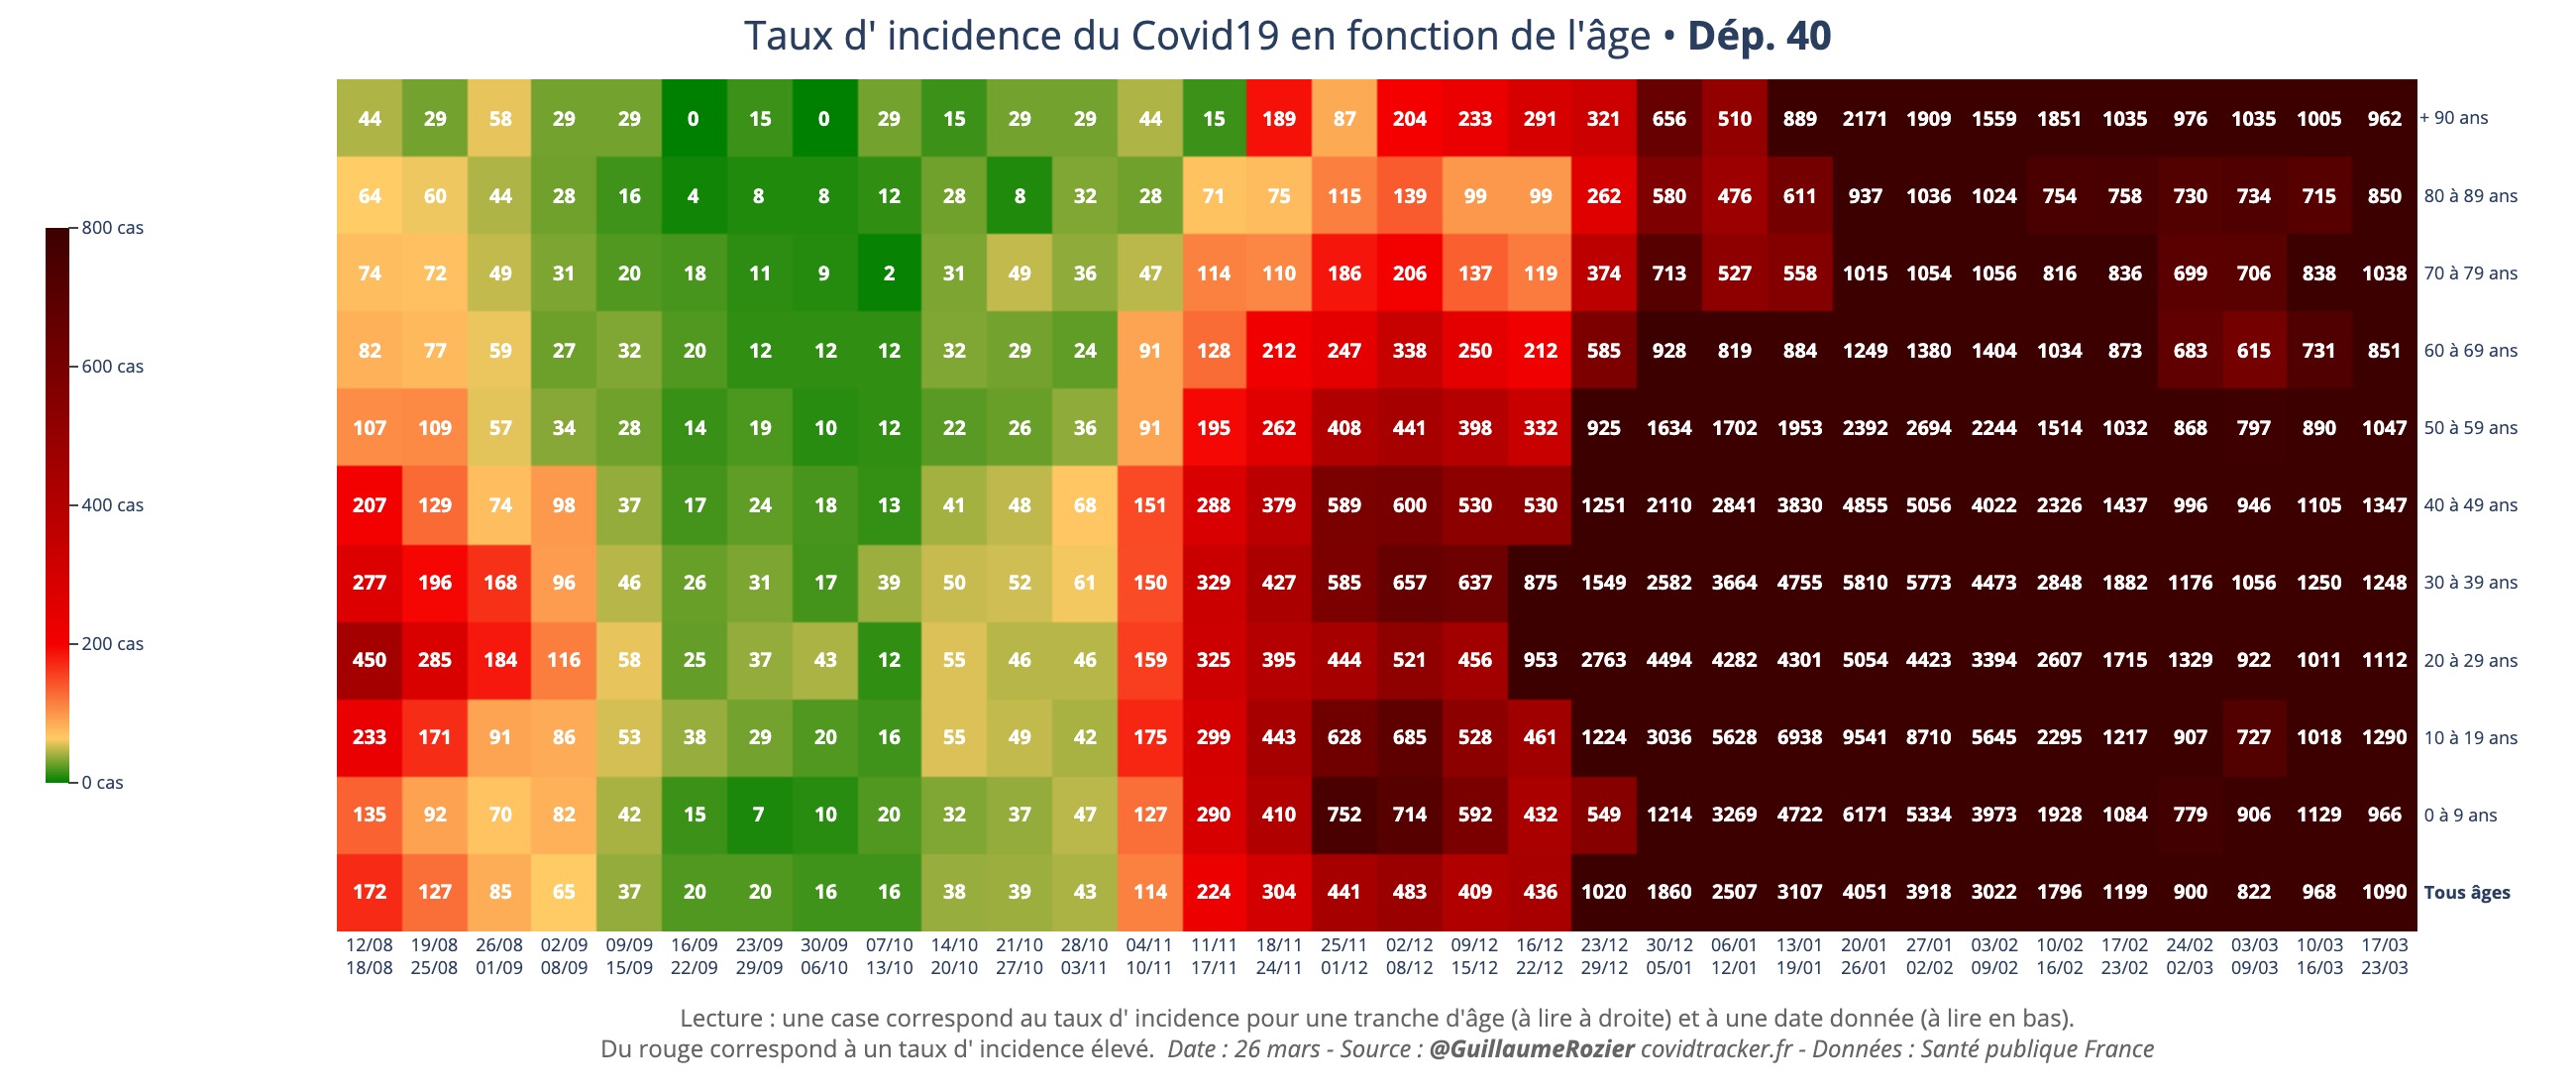 Taux d' incidence du Covid19 en fonction de l'âge • Dép. 40
44 29 58 29 29 0 15 0 29 15 29 29 44 15 189 87 204 233 291 321 656 510 889 2171 1909 1559 1851 1035 976 1035 1005 962 + 90 ans
64 60 44 28 16 4 8 8 12 28 8 32 28 71 75 115 139 99 99 262 580 476 611 937 1036 1024 754 758 730 734 715 850 80 à 89 ans
800 cas
74 72 49 31 20 18 11 9 2 31 49 36 47 114 110 186 206 137 119 374 713 527 558 1015 1054 1056 816 836 699 706 838 1038 70 à 79 ans
82 77 59 27 32 20 12 12 12 32 29 24 91 128 212 247 338 250 212 585 928 819 884 1249 1380 1404 1034 873 683 615 731 851 60 à 69 ans
600 cas
107 109 57 34 28 14 19 10 12 22 26 36 91 195 262 408 441 398 332 925 1634 1702 1953 2392 2694 2244 1514 1032 868 797 890 1047 50 à 59 ans
400 cas
207 129 74 98 37 17 24 18 13 41 48 68 151 288 379 589 600 530 530 1251 2110 2841 3830 4855 5056 4022 2326 1437 996 946 1105 1347 40 à 49 ans
277 196 168 96 46 26 31 17 39 50 52 61 150 329 427 585 657 637 875 1549 2582 3664 4755 5810 5773 4473 2848 1882 1176 1056 1250 1248 30 à 39 ans
200 cas
450 285 184 116 58 25 37 43 12 55 46 46 159 325 395 444 521 456 953 2763 4494 4282 4301 5054 4423 3394 2607 1715 1329 922 1011 1112 20 à 29 ans
233 171 91 86 53 38 29 20 16 55 49 42 175 299 443 628 685 528 461 1224 3036 5628 6938 9541 8710 5645 2295 1217 907 727 1018 1290 10 à 19 ans
0 cas
135 92 70 82 42 15 7 10 20 32 37 47 127 290 410 752 714 592 432 549 1214 3269 4722 6171 5334 3973 1928 1084 779 906 1129 966 0 à 9 ans
172 127 85 65 37 20 20 16 16 38 39 43 114 224 304 441 483 409 436 1020 1860 2507 3107 4051 3918 3022 1796 1199 900 822 968 1090 Tous âges
12/08 19/08 26/08 02/09 09/09 16/09 23/09 30/09 07/10 14/10 21/10 28/10 04/11 11/11 18/11 25/11 02/12 09/12 16/12 23/12 30/12 06/01 13/01 20/01 27/01 03/02 10/02 17/02 24/02 03/03 10/03 17/03
18/08 25/08 01/09 08/09 15/09 22/09 29/09 06/10 13/10 20/10 27/10 03/11 10/11 17/11 24/11 01/12 08/12 15/12 22/12 29/12 05/01 12/01 19/01 26/01 02/02 09/02 16/02 23/02 02/03 09/03 16/03 23/03
Lecture : une case correspond au taux d' incidence pour une tranche d'âge (à lire à droite) et à une date donnée (à lire en bas).
Du rouge correspond à un taux d' incidence élevé. Date : 26 mars - Source : @GuillaumeRozier covidtracker.fr - Données : Santé publique France